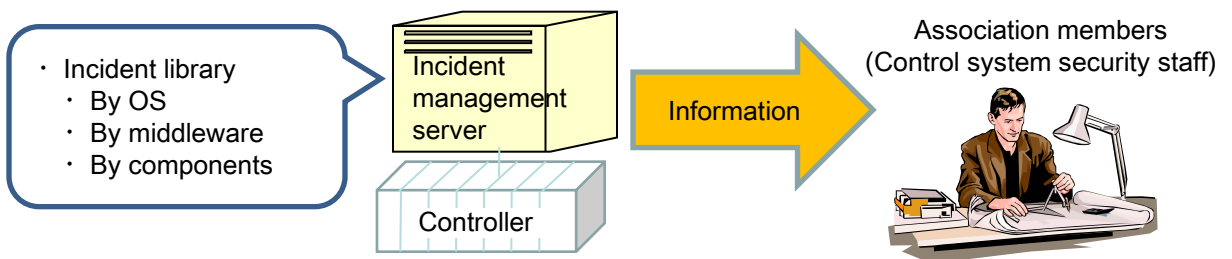 ・ Incident library
・ By OS
・ By middleware
・ By components
Incident
management
server
Controller
Information
Association members
(Control system security staff)